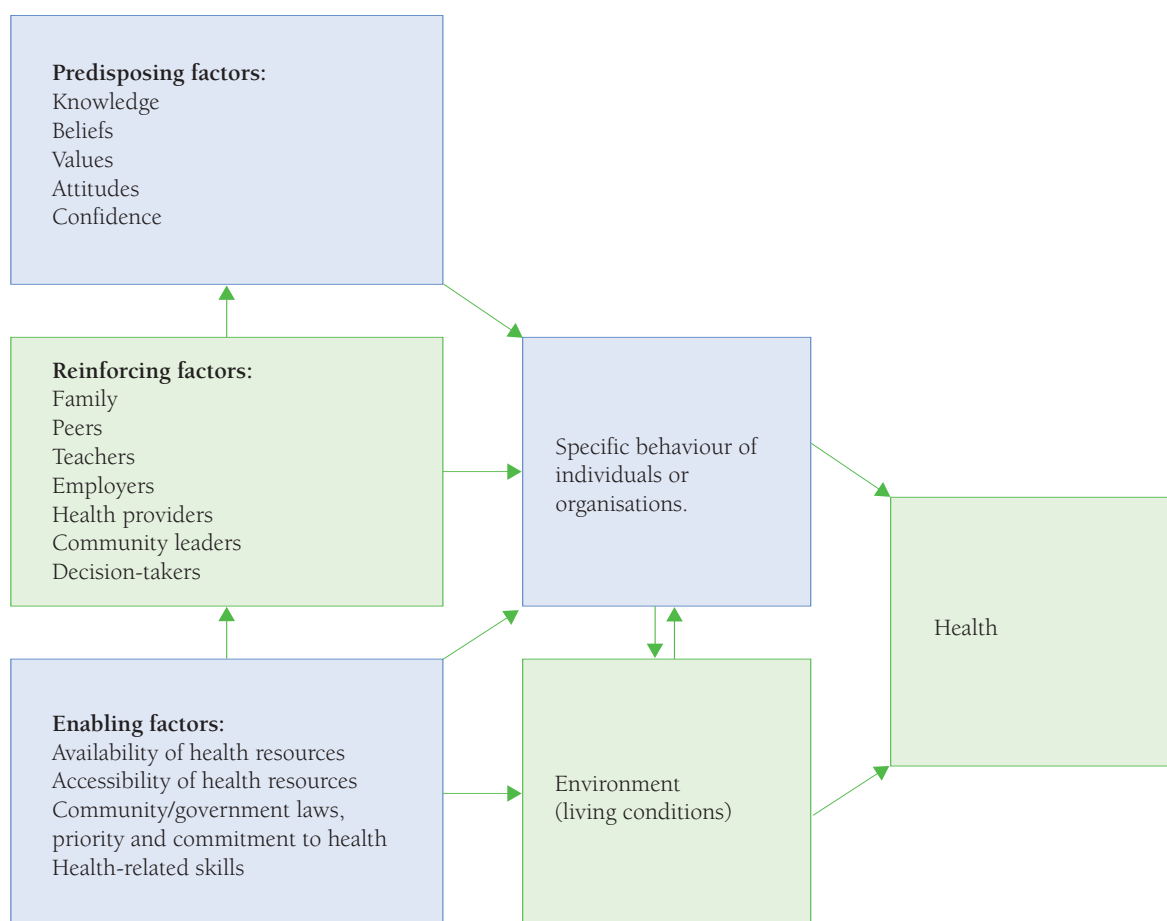 Predisposing factors:
Knowledge
Beliefs
Values
Attitudes
Confidence
Reinforcing factors:
Family
Peers
Teachers
Employers
Health providers
Community leaders
Decision-takers
Enabling factors:
Availability of health resources
Accessibility of health resources
Community/government laws,
priority and commitment to health
Health-related skills
Specific behaviour of
individuals or
organisations.
Environment
(living conditions)
Health